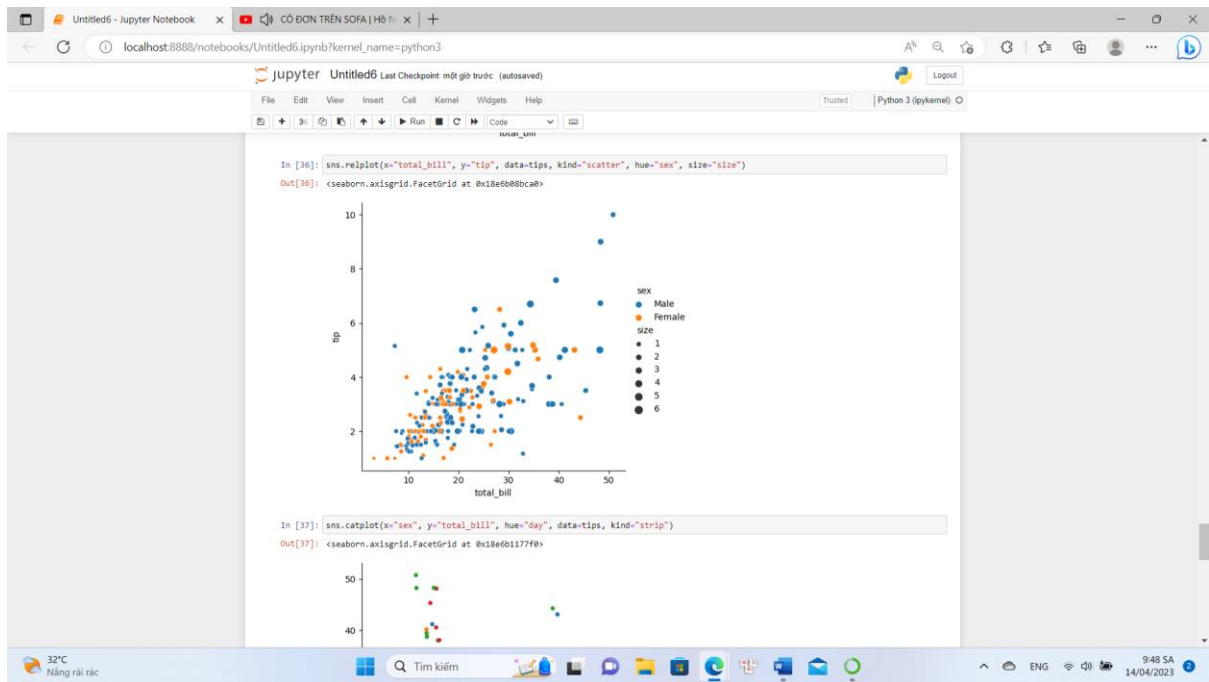 Untitled6 - Jupyter Notebook
CÔ ĐƠN TRÊN SOFA | Hồ N
localhost:8888/notebooks/Untitled6.ipynb?kernel_name=python3
jupyter Untitled6 Last Checkpoint: một giờ trước (autosaved)
Logout
File Edit View Insert Cell Kernel Widgets Help
Trusted
Python 3 (ipykernel)
Run
Code
total_bill
In [36]: sns.relplot(x="total_bill", y="tip", data=tips, kind="scatter", hue="sex", size="size")
Out[36]: <seaborn.axisgrid.FacetGrid at 0x18e6b08bca0>
10
8
6
4
2
tip
10 20 30 40 50
total_bill
sex
Male
Female
size
1
2
3
4
5
6
In [37]: sns.catplot(x="sex", y="total_bill", hue="day", data=tips, kind="strip")
Out[37]: <seaborn.axisgrid.FacetGrid at 0x18e6b1177f0>
50
40
32°C
Nắng rải rác
Tìm kiếm
ENG
9:48 SA
14/04/2023
2